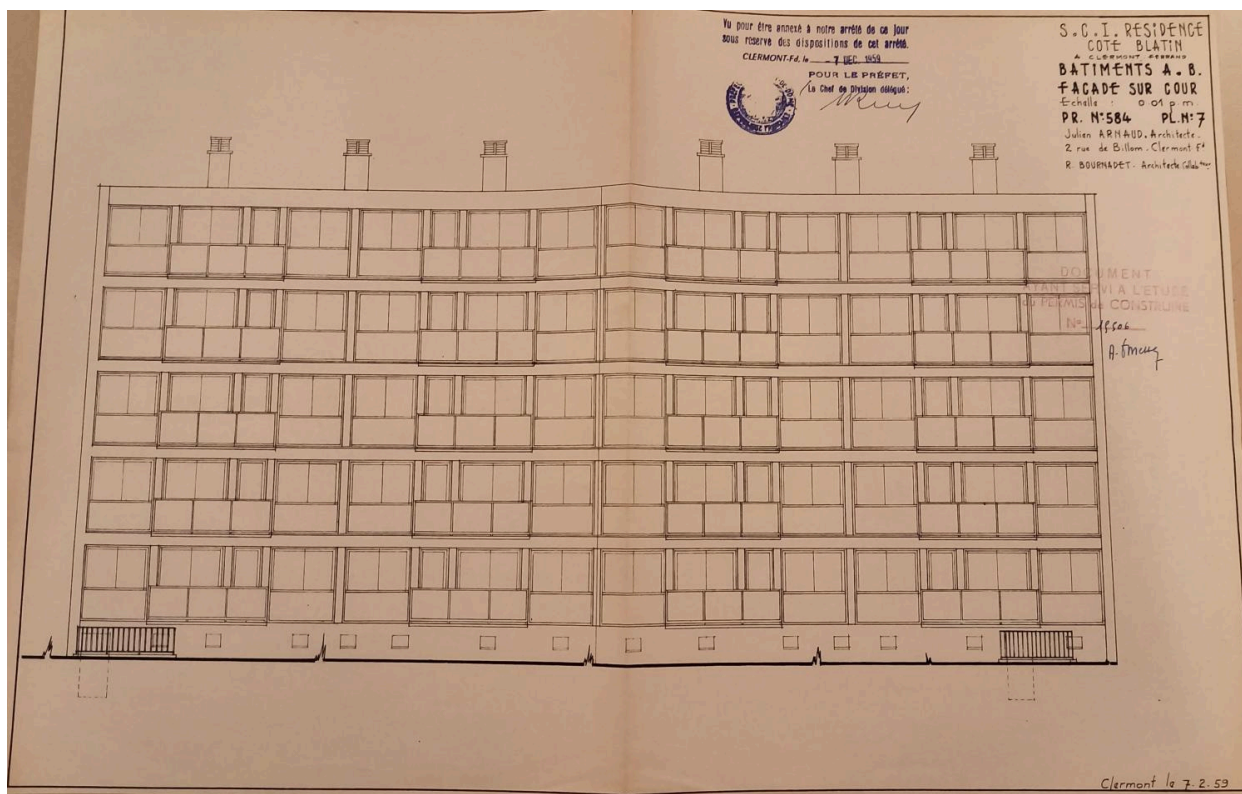 Vu pour être annexé à notre arrêté de ce jour
sous réserve des dispositions de cet arrêté.
CLERMONT-Fd, le 7 DEC. 1959
POUR LE PRÉFET,
Le Chef de Division délégué:
RÉPUBLIQUE FRANÇAISE
S.C.I. RESIDENCE
COTE BLATIN
A CLERMONT FERRAND
BATIMENTS A. B.
FACADE SUR COUR
Echelle : 0 01 p.m.
PR. N° 584 PL. N° 7
Julien ARNAUD. Architecte.
2 rue de Billom. Clermont Fd
R. BOURNADET. Architecte Collabteur
DOCUMENT
AYANT SERVI A L'ETUDE
du PERMIS de CONSTRUIRE
N°
Clermont le 7.2.59